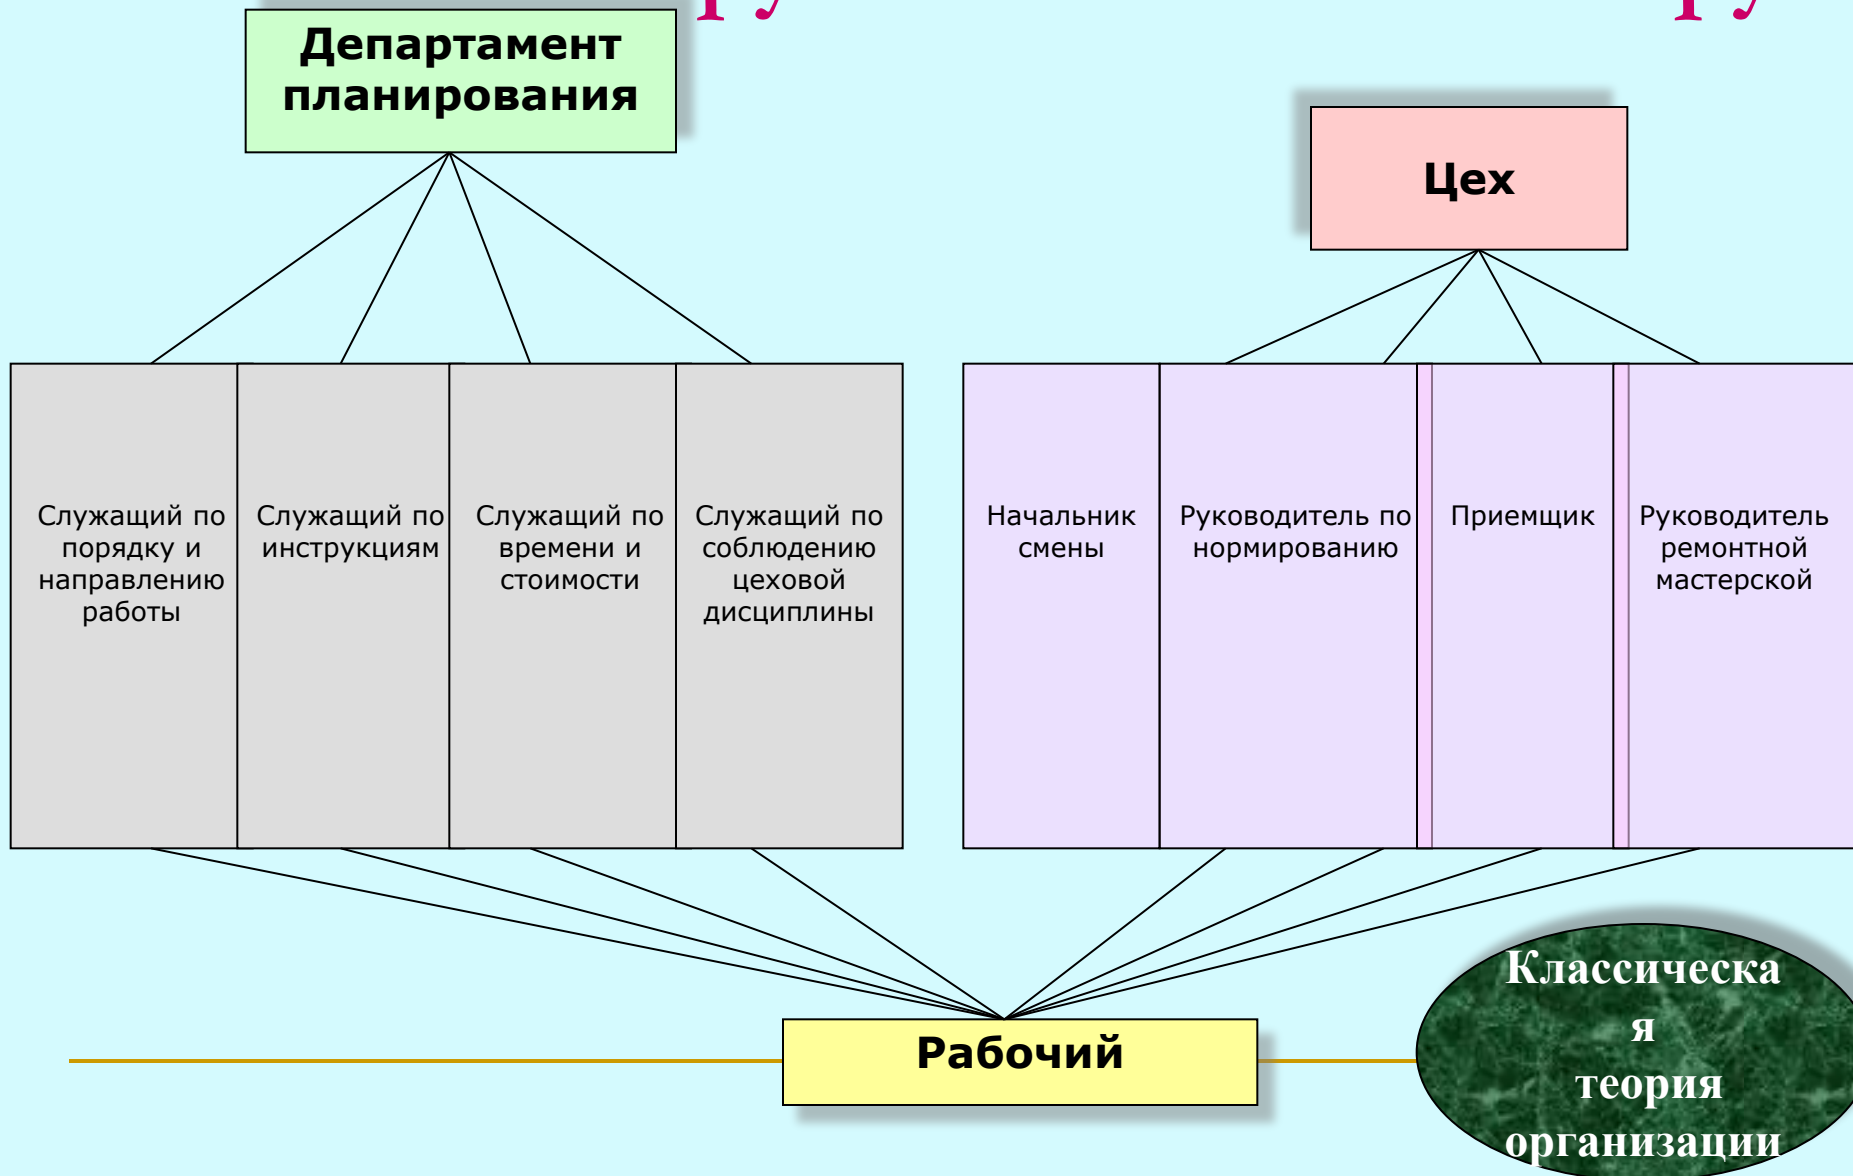 Департамент
планирования
Цех
Служащий по
порядку и
направлению
работы
Служащий по
инструкциям
Служащий по
времени и
стоимости
Служащий по
соблюдению
цеховой
дисциплины
Начальник
смены
Руководитель по
нормированию
Приемщик
Руководитель
ремонтной
мастерской
Рабочий
Классическа
я
теория
организации